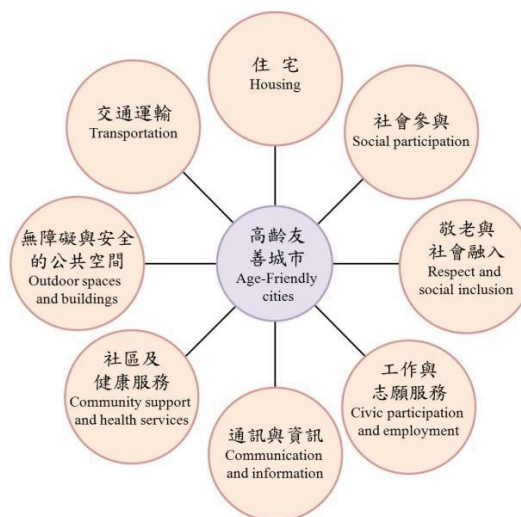 住宅
Housing
社會參與
Social participation
敬老與
社會融入
Respect and
social inclusion
工作與
志願服務
Civic participation
and employment
通訊與資訊
Communication
and information
社區及
健康服務
Community support
and health services
無障礙與安全
的公共空間
Outdoor spaces
and buildings
交通運輸
Transportation
高齡友
善城市
Age-Friendly
cities